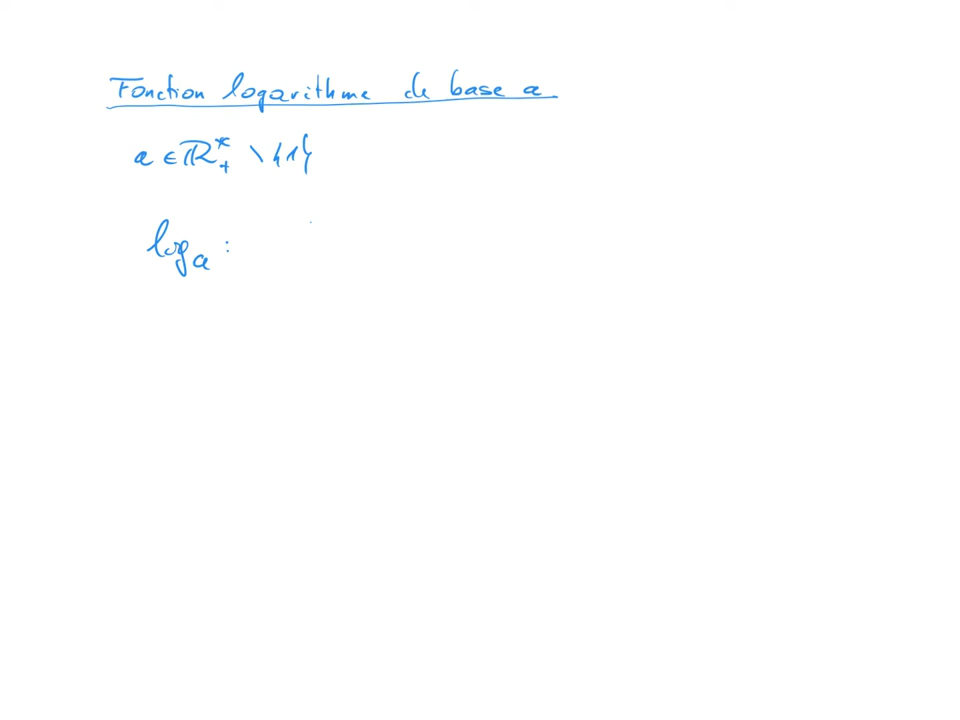 Fonction logarithme de base a
a ∈ ℝ₊* \ {1}
logₐ :